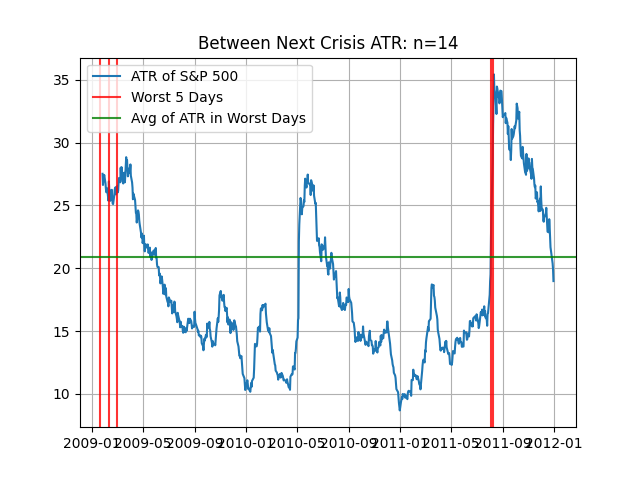 Between Next Crisis ATR: n=14
ATR of S&P 500
Worst 5 Days
Avg of ATR in Worst Days
35
30
25
20
15
10
2009-01 2009-05 2009-09 2010-01 2010-05 2010-09 2011-01 2011-05 2011-09 2012-01